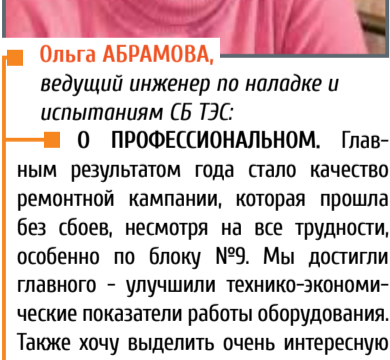 Ольга АБРАМОВА,
ведущий инженер по наладке и
испытаниям СБ ТЭС:
О ПРОФЕССИОНАЛЬНОМ. Глав-
ным результатом года стало качество
ремонтной кампании, которая прошла
без сбоев, несмотря на все трудности,
особенно по блоку №9. Мы достигли
главного - улучшили технико-экономи-
ческие показатели работы оборудования.
Также хочу выделить очень интересную